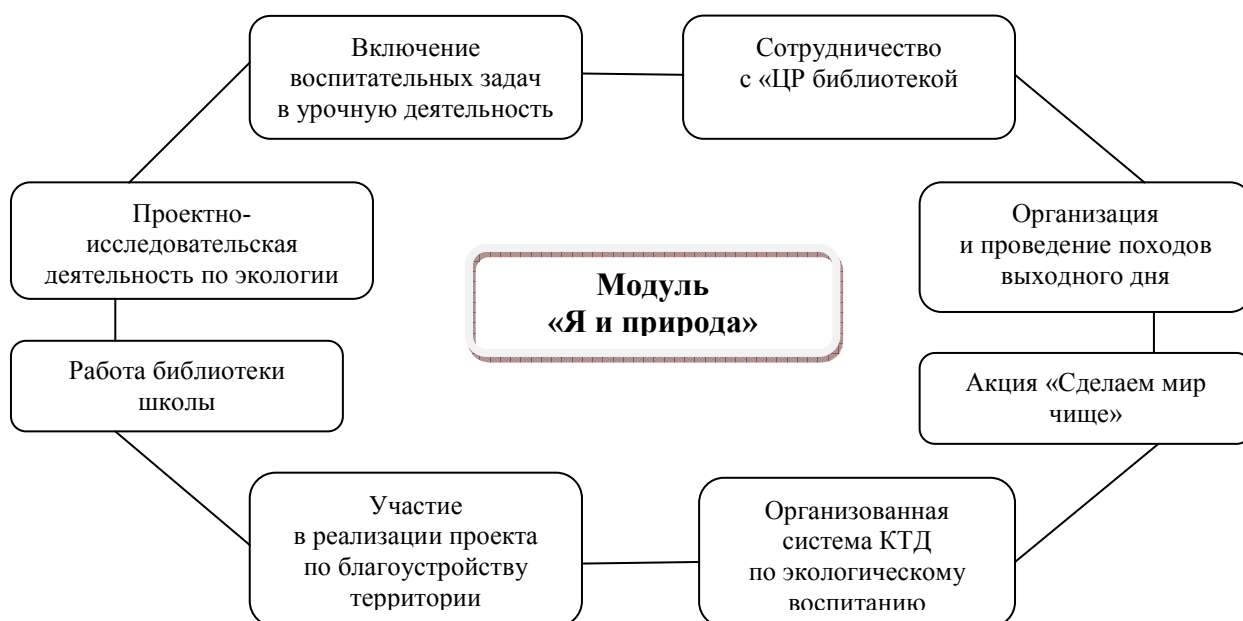 Включение
воспитательных задач
в урочную деятельность
Сотрудничество
с «ЦР библиотекой
Проектно-
исследовательская
деятельность по экологии
Организация
и проведение походов
выходного дня
Модуль
«Я и природа»
Работа библиотеки
школы
Акция «Сделаем мир
чище»
Участие
в реализации проекта
по благоустройству
территории
Организованная
система КТД
по экологическому
воспитанию